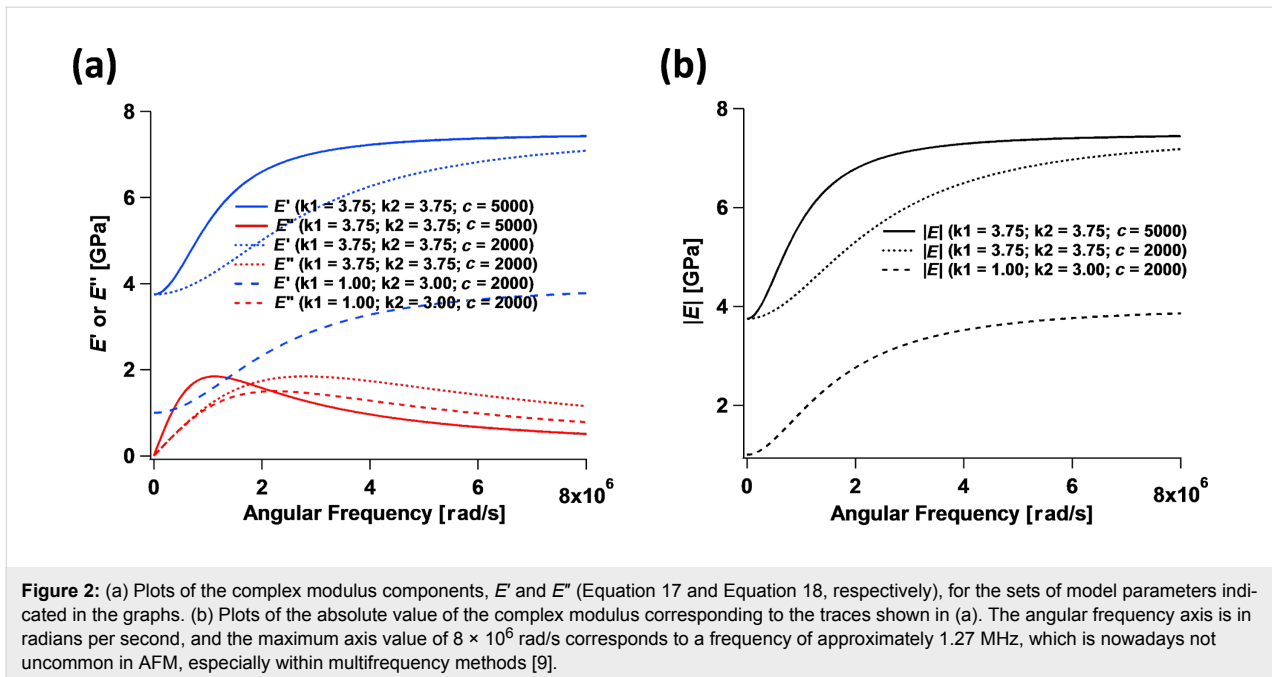 (a)
8
6
4
2
0
E' or E'' [GPa]
E' (k1 = 3.75; k2 = 3.75; c = 5000)
E'' (k1 = 3.75; k2 = 3.75; c = 5000)
E' (k1 = 3.75; k2 = 3.75; c = 2000)
E'' (k1 = 3.75; k2 = 3.75; c = 2000)
E' (k1 = 1.00; k2 = 3.00; c = 2000)
E'' (k1 = 1.00; k2 = 3.00; c = 2000)
0 2 4 6 8x10⁶
Angular Frequency [rad/s]
(b)
8
6
4
2
|E| [GPa]
|E| (k1 = 3.75; k2 = 3.75; c = 5000)
|E| (k1 = 3.75; k2 = 3.75; c = 2000)
|E| (k1 = 1.00; k2 = 3.00; c = 2000)
0 2 4 6 8x10⁶
Angular Frequency [rad/s]
Figure 2: (a) Plots of the complex modulus components, E′ and E″ (Equation 17 and Equation 18, respectively), for the sets of model parameters indi-
cated in the graphs. (b) Plots of the absolute value of the complex modulus corresponding to the traces shown in (a). The angular frequency axis is in
radians per second, and the maximum axis value of 8 × 10⁶ rad/s corresponds to a frequency of approximately 1.27 MHz, which is nowadays not
uncommon in AFM, especially within multifrequency methods [9].